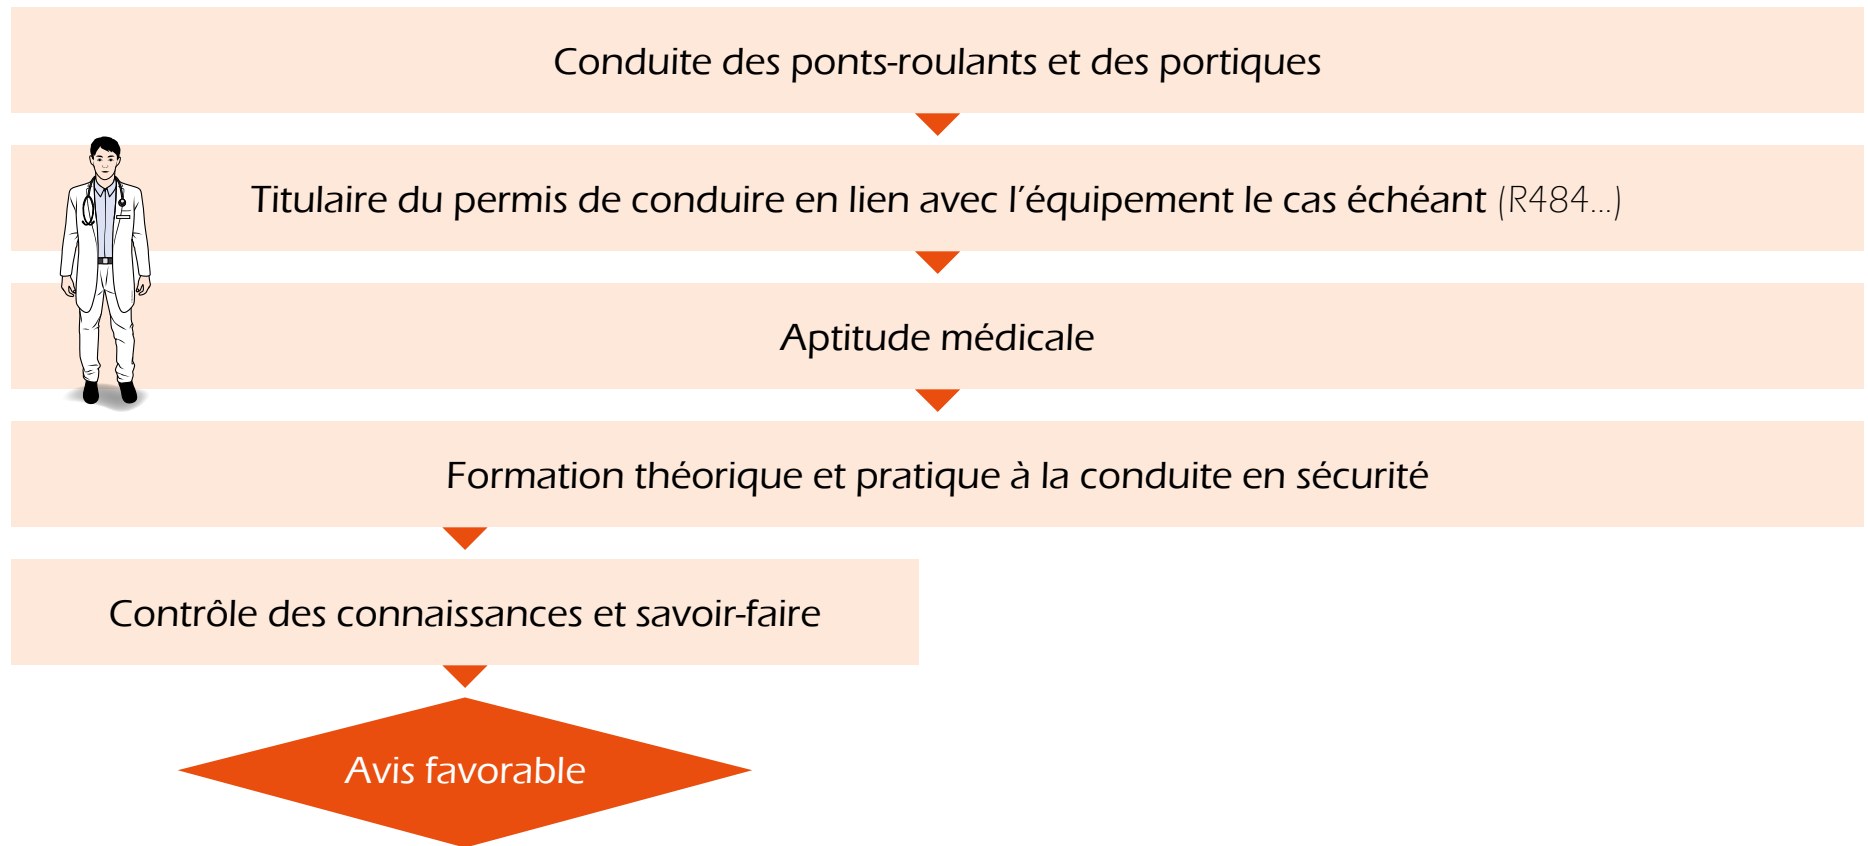 Conduite des ponts-roulants et des portiques
Titulaire du permis de conduire en lien avec l’équipement le cas échéant (R484...)
Aptitude médicale
Formation théorique et pratique à la conduite en sécurité
Contrôle des connaissances et savoir-faire
Avis favorable